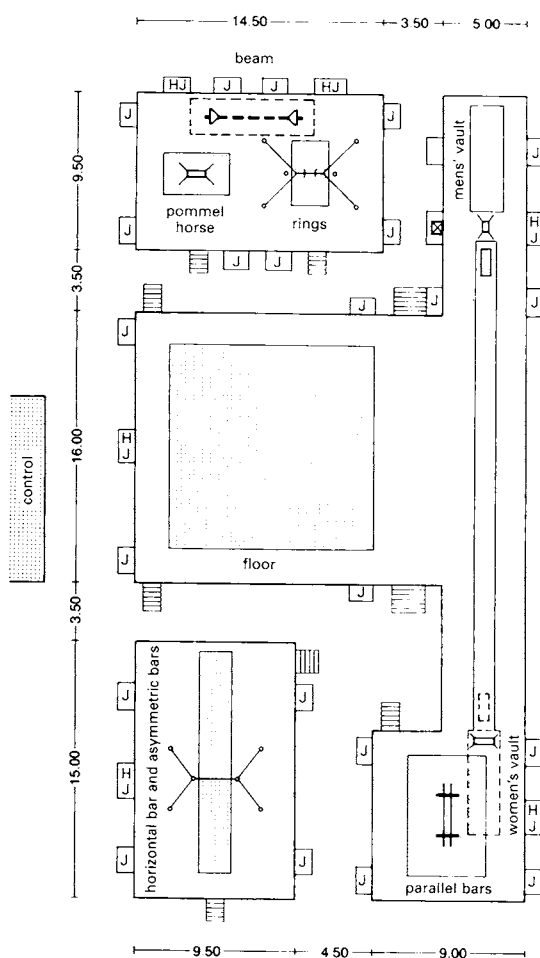 14.50 3 50 5 00
beam
HJ J J HJ
J J
9.50
mens' vault
J
pommel
horse
rings
J J J J
H
J
3.50
J J J
J
16.00
control
H
J
J
floor
J
3.50
horizontal bar and asymmetric bars
J J
15.00
H
J
J J
women's vault
J J
H
J
J J
parallel bars
9 50 4 50 9.00